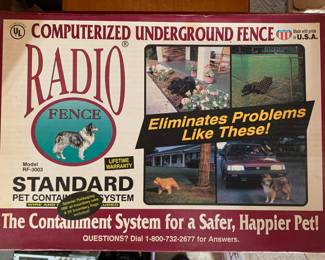 UL
COMPUTERIZED UNDERGROUND FENCE
Made with pride
in U.S.A.
RADIO®
FENCE
Eliminates Problems
Like These!
Model
RF-3003
LIFETIME
WARRANTY
STANDARD
PET CONTAINMENT SYSTEM
The Containment System for a Safer, Happier Pet!
QUESTIONS? Dial 1-800-732-2677 for Answers.